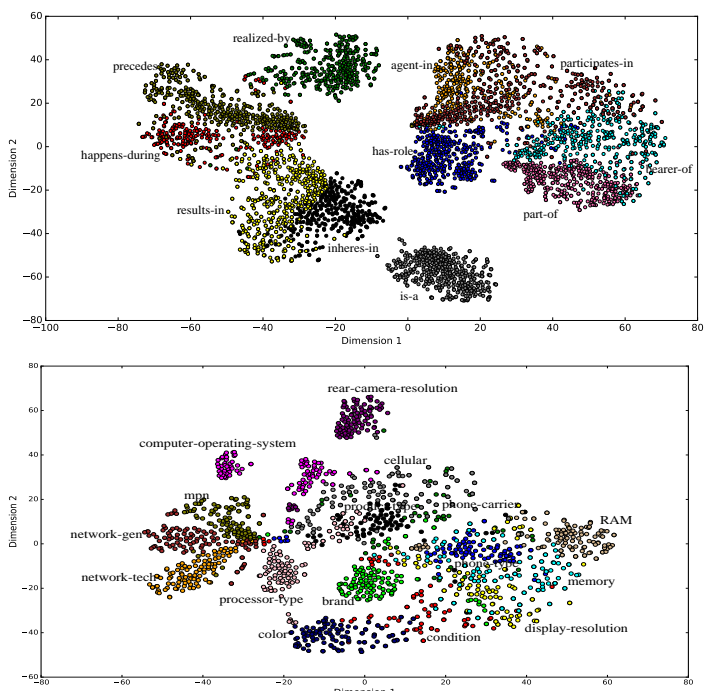 60
40
20
0
−20
−40
−60
−80
−100
−80
−60
−40
−20
0
20
40
60
80
Dimension 1
Dimension 2
realized-by
precedes
agent-in
participates-in
happens-during
has-role
bearer-of
results-in
part-of
inheres-in
is-a
80
60
40
20
0
−20
−40
−60
−80
−60
−40
−20
0
20
40
60
80
Dimension 1
Dimension 2
rear-camera-resolution
computer-operating-system
cellular
mpn
product-type
phone-carrier
RAM
network-gen
phone-type
network-tech
memory
processor-type
brand
color
condition
display-resolution